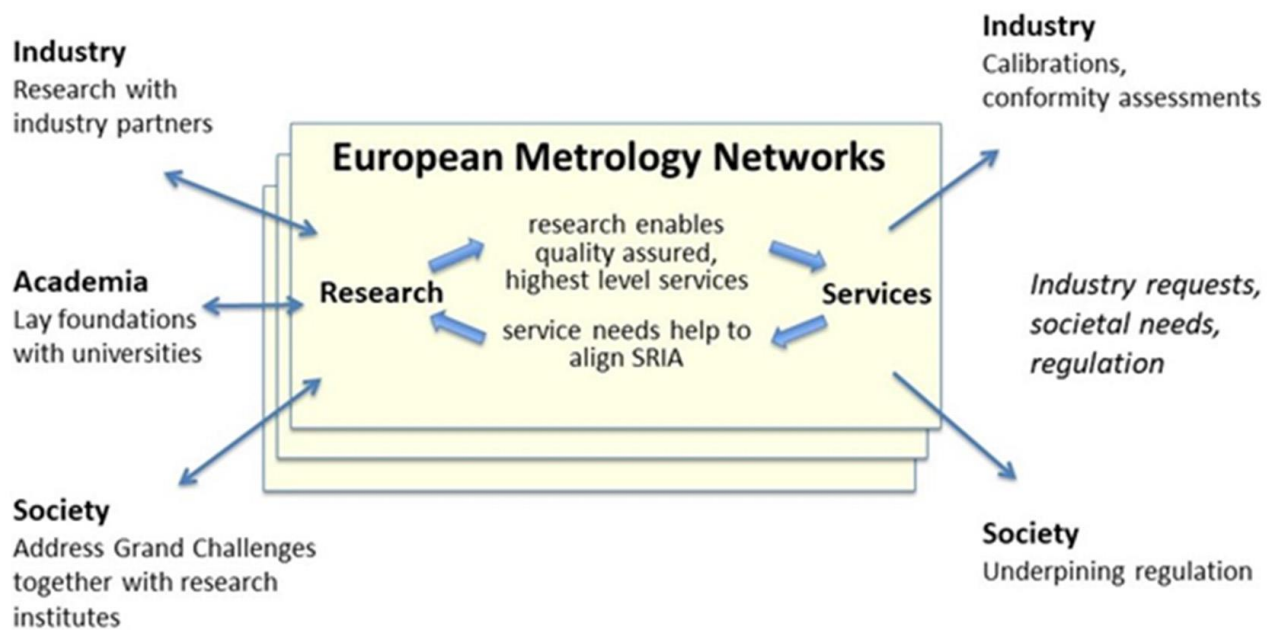 Industry
Research with
industry partners
Academia
Lay foundations
with universities
Society
Address Grand Challenges
together with research
institutes
European Metrology Networks
research enables
quality assured,
highest level services
Research
Services
service needs help to
align SRIA
Industry
Calibrations,
conformity assessments
Industry requests,
societal needs,
regulation
Society
Underpining regulation